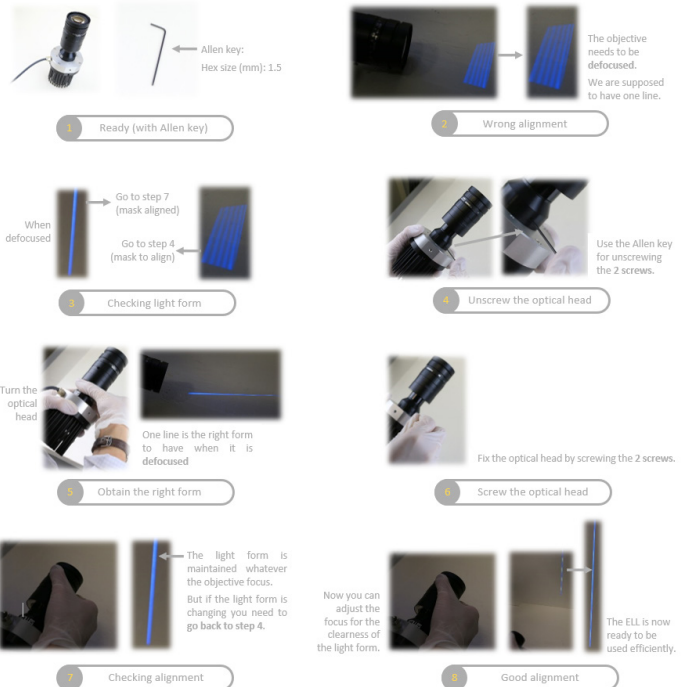 Allen key:
Hex size (mm): 1.5
1 Ready (with Allen key)
The objective
needs to be
defocused.
We are supposed
to have one line.
2 Wrong alignment
When
defocused
Go to step 7
(mask aligned)
Go to step 4
(mask to align)
3 Checking light form
Use the Allen key
for unscrewing
the 2 screws.
4 Unscrew the optical head
Turn the
optical
head
One line is the right form
to have when it is
defocused
5 Obtain the right form
Fix the optical head by screwing the 2 screws.
6 Screw the optical head
The light form is
maintained whatever
the objective focus.
But if the light form is
changing you need to
go back to step 4.
7 Checking alignment
Now you can
adjust the
focus for the
clearness of
the light form.
The ELL is now
ready to be
used efficiently.
8 Good alignment